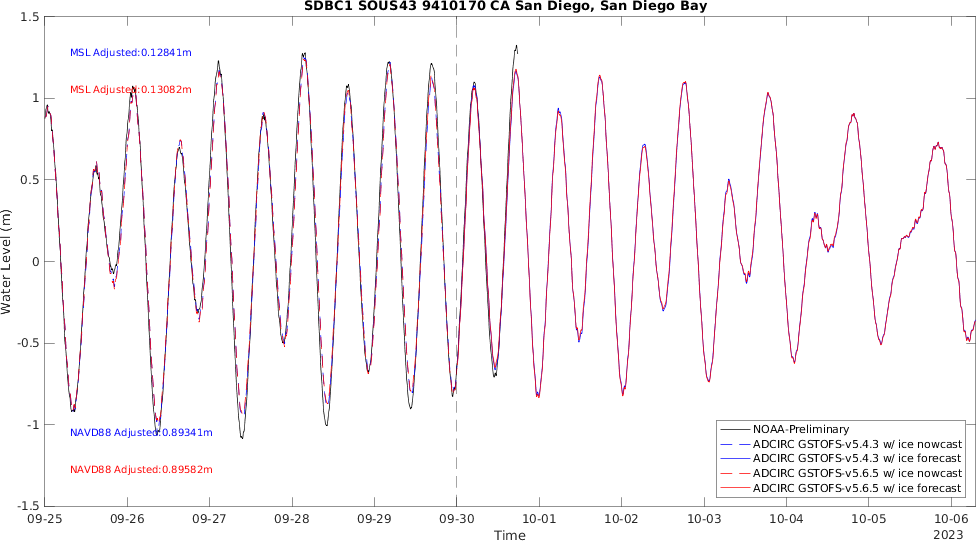 SDBC1 SOUS43 9410170 CA San Diego, San Diego Bay
1.5
1
0.5
0
-0.5
-1
-1.5
Water Level (m)
MSL Adjusted:0.12841m
MSL Adjusted:0.13082m
NAVD88 Adjusted:0.89341m
NAVD88 Adjusted:0.89582m
NOAA-Preliminary
ADCIRC GSTOFS-v5.4.3 w/ ice nowcast
ADCIRC GSTOFS-v5.4.3 w/ ice forecast
ADCIRC GSTOFS-v5.6.5 w/ ice nowcast
ADCIRC GSTOFS-v5.6.5 w/ ice forecast
09-25 09-26 09-27 09-28 09-29 09-30 10-01 10-02 10-03 10-04 10-05 10-06
Time
2023